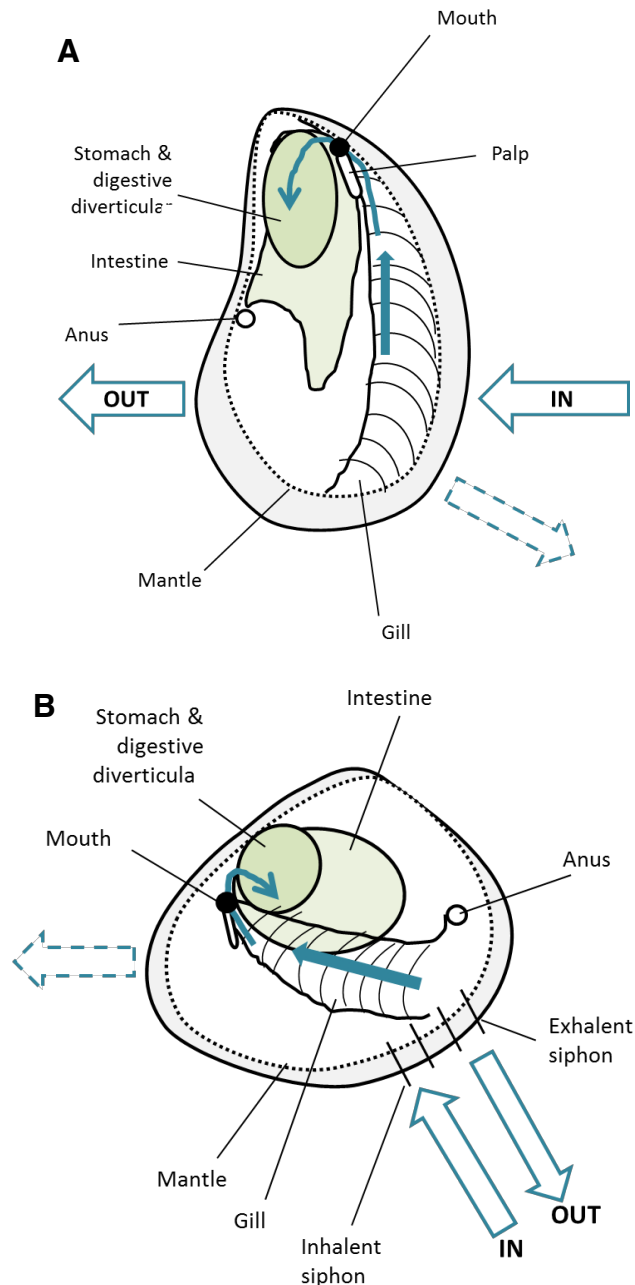 A
Mouth
Palp
Stomach &
digestive
diverticula
Intestine
Anus
OUT
IN
Mantle
Gill
B
Intestine
Stomach &
digestive
diverticula
Mouth
Anus
Exhalent
siphon
Mantle
Gill
Inhalent
siphon
IN
OUT